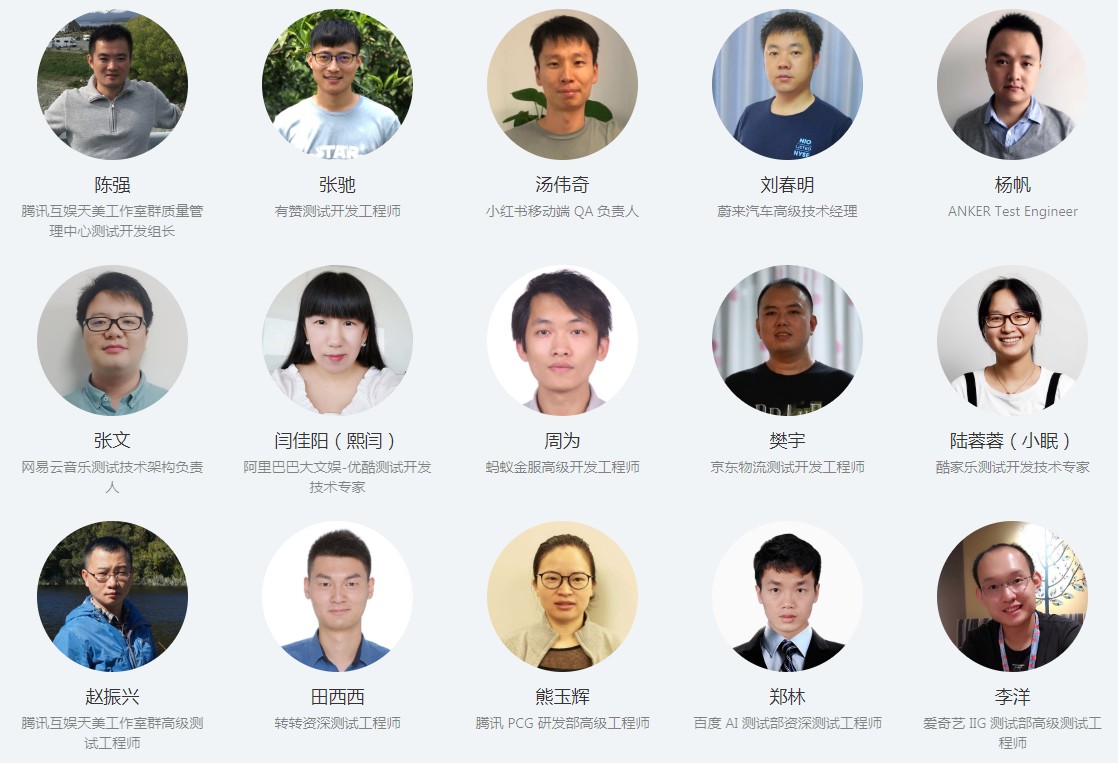 STAR
NIO
LISTED
NYSE
陈强
张驰
汤伟奇
刘春明
杨帆
腾讯互娱天美工作室群质量管
理中心测试开发组长
有赞测试开发工程师
小红书移动端 QA 负责人
蔚来汽车高级技术经理
ANKER Test Engineer
张文
闫佳阳（熙闫）
周为
樊宇
陆蓉蓉（小眠）
网易云音乐测试技术架构负责
人
阿里巴巴大文娱-优酷测试开发
技术专家
蚂蚁金服高级开发工程师
京东物流测试开发工程师
酷家乐测试开发技术专家
赵振兴
田西西
熊玉辉
郑林
李洋
腾讯互娱天美工作室群高级测
试工程师
转转资深测试工程师
腾讯 PCG 研发部高级工程师
百度 AI 测试部资深测试工程师
爱奇艺 IIG 测试部高级测试工
程师